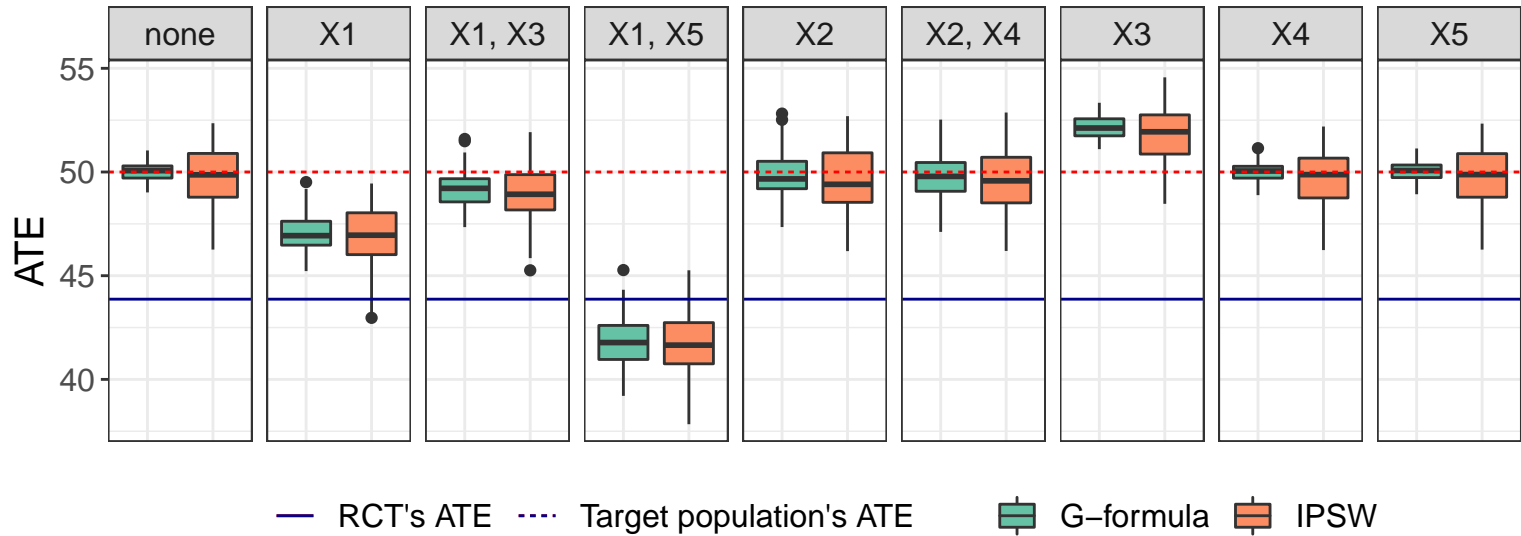 none X1 X1, X3 X1, X5 X2 X2, X4 X3 X4 X5
55
50
45
40
ATE
RCT's ATE Target population's ATE G−formula IPSW